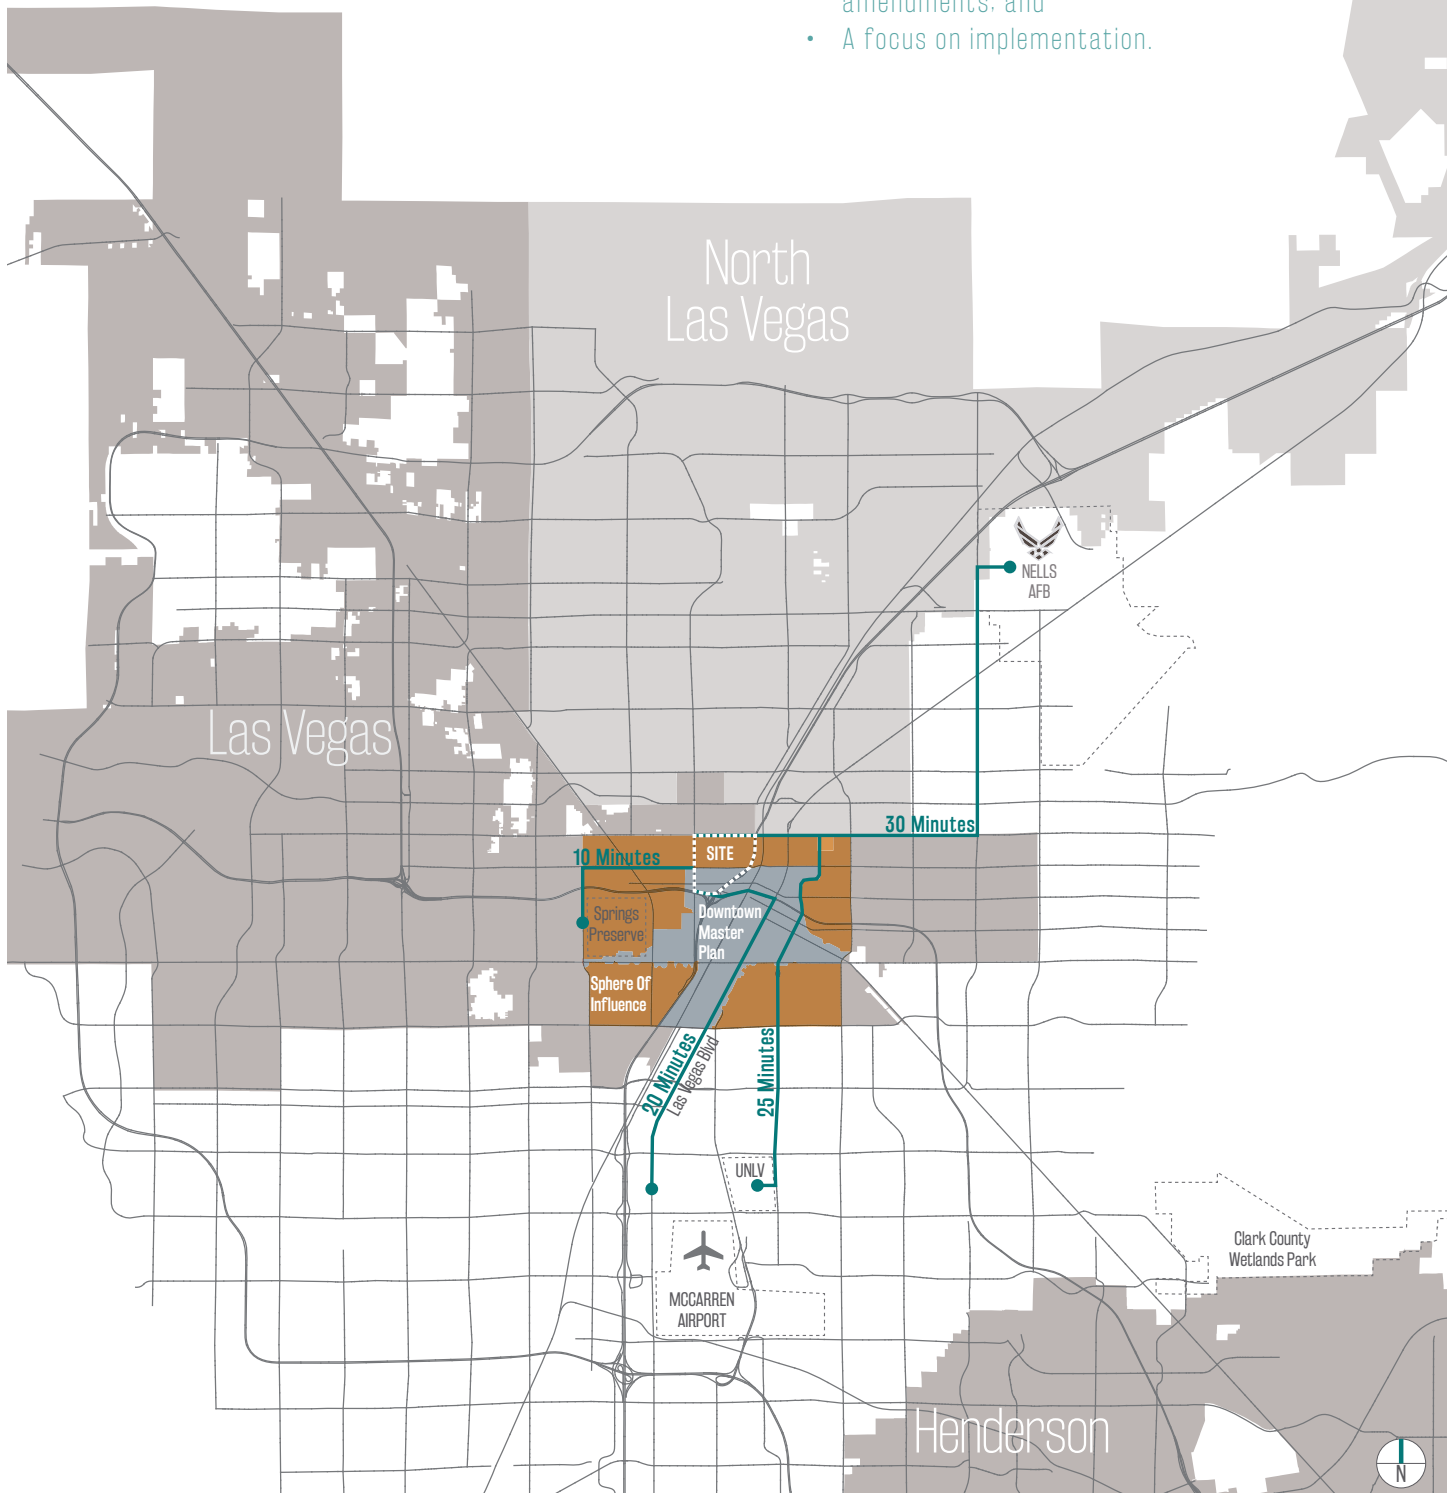 amendments; and
• A focus on implementation.
North
Las Vegas
NELLS
AFB
Las Vegas
30 Minutes
10 Minutes
SITE
Springs
Preserve
Downtown
Master
Plan
Sphere Of
Influence
20 Minutes
Las Vegas Blvd
25 Minutes
UNLV
Clark County
Wetlands Park
MCCARREN
AIRPORT
Henderson
N